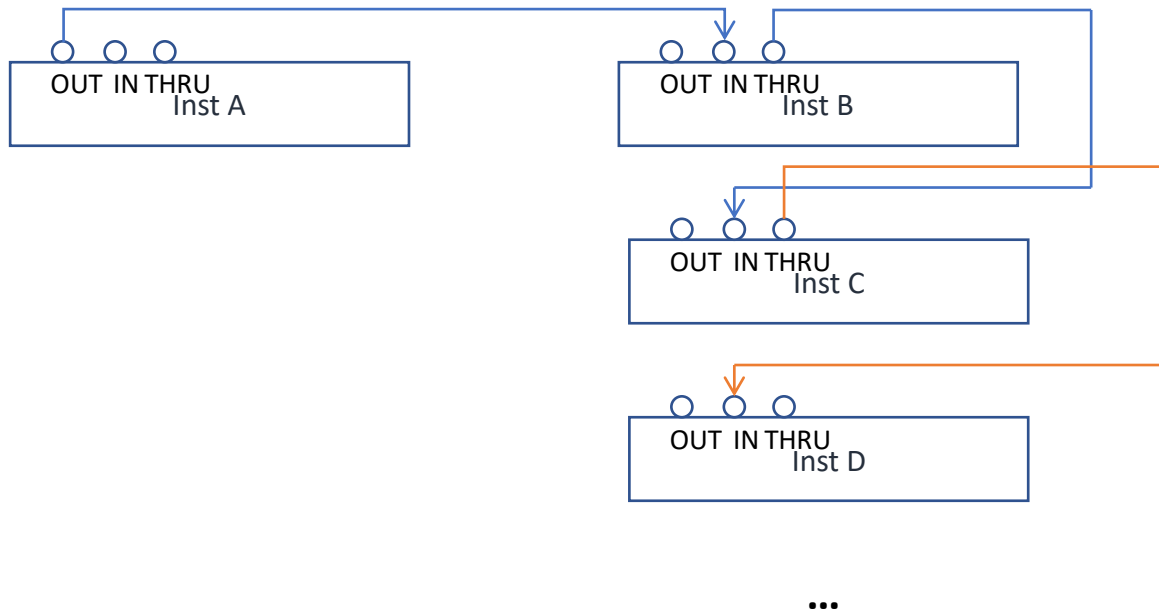 OUT IN THRU
Inst A
OUT IN THRU
Inst B
OUT IN THRU
Inst C
OUT IN THRU
Inst D
...